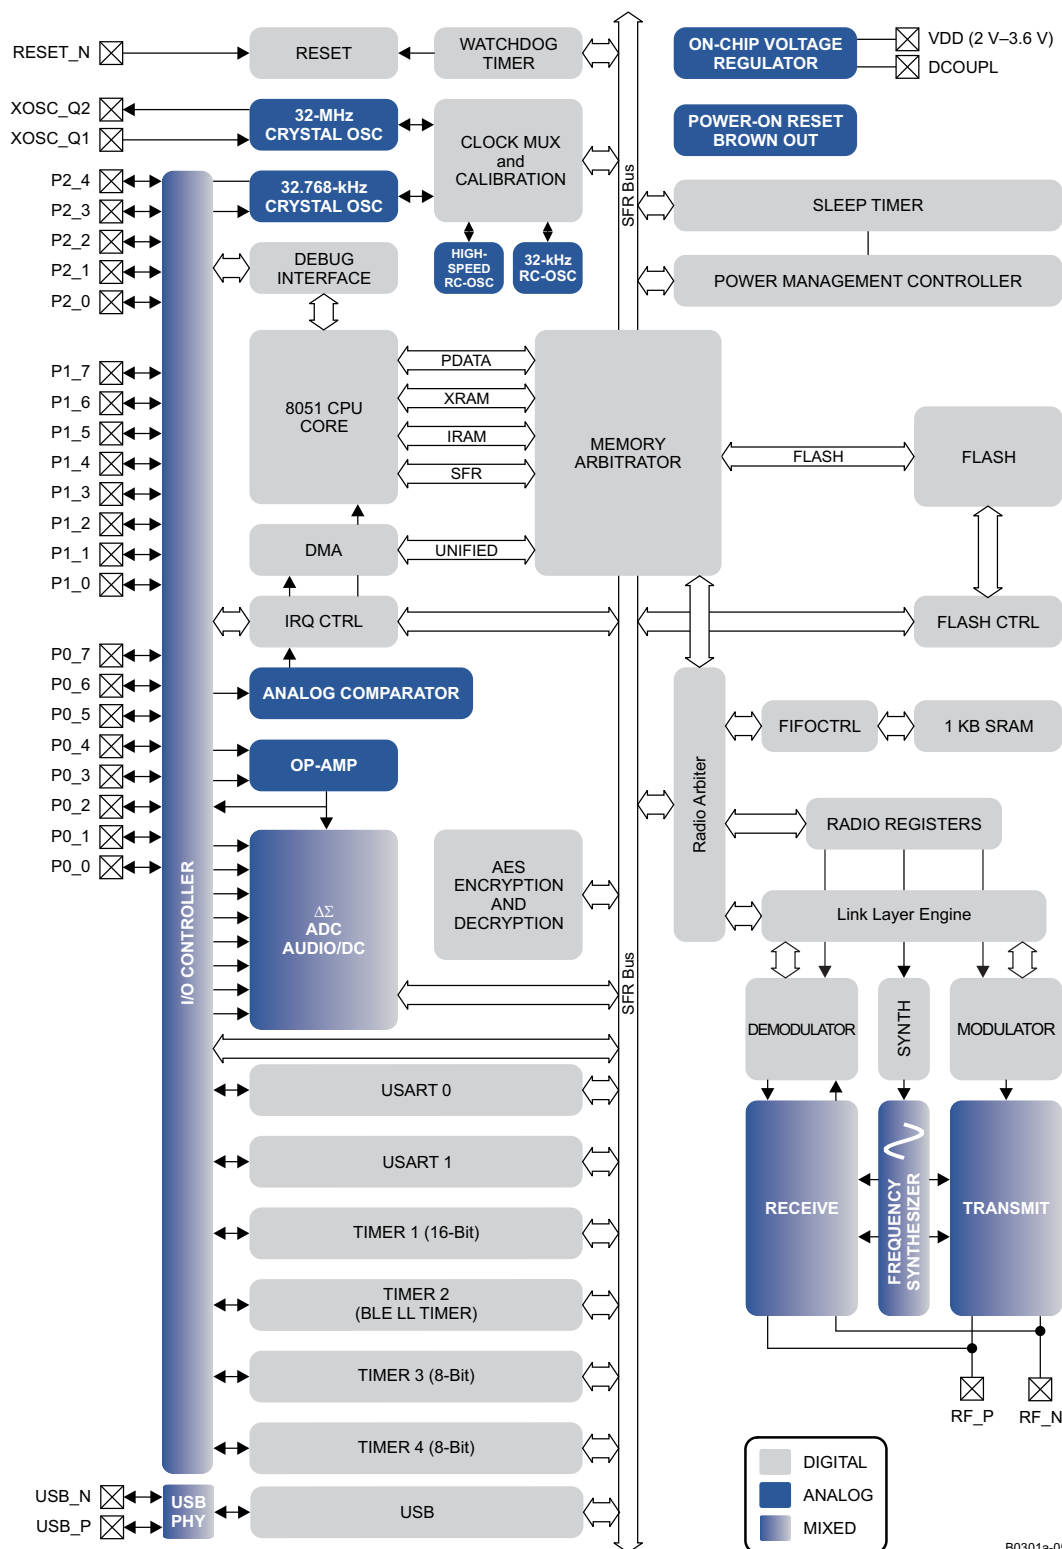 RESET_N
RESET
WATCHDOG
TIMER
ON-CHIP VOLTAGE
REGULATOR
VDD (2 V–3.6 V)
DCOUPL
XOSC_Q2
XOSC_Q1
32-MHz
CRYSTAL OSC
CLOCK MUX
and
CALIBRATION
POWER-ON RESET
BROWN OUT
SFR Bus
P2_4
P2_3
P2_2
P2_1
P2_0
32.768-kHz
CRYSTAL OSC
SLEEP TIMER
DEBUG
INTERFACE
HIGH-
SPEED
RC-OSC
32-kHz
RC-OSC
POWER MANAGEMENT CONTROLLER
P1_7
P1_6
P1_5
P1_4
P1_3
P1_2
P1_1
P1_0
8051 CPU
CORE
PDATA
XRAM
IRAM
SFR
MEMORY
ARBITRATOR
FLASH
FLASH
DMA
UNIFIED
IRQ CTRL
FLASH CTRL
P0_7
P0_6
P0_5
P0_4
P0_3
P0_2
P0_1
P0_0
ANALOG COMPARATOR
OP-AMP
Radio Arbiter
FIFOCTRL
1 KB SRAM
RADIO REGISTERS
I/O CONTROLLER
ΔΣ
ADC
AUDIO/DC
AES
ENCRYPTION
AND
DECRYPTION
Link Layer Engine
SFR Bus
DEMODULATOR
SYNTH
MODULATOR
USART 0
USART 1
TIMER 1 (16-Bit)
TIMER 2
(BLE LL TIMER)
TIMER 3 (8-Bit)
TIMER 4 (8-Bit)
RECEIVE
FREQUENCY
SYNTHESIZER
TRANSMIT
RF_P
RF_N
USB_N
USB_P
USB
PHY
USB
DIGITAL
ANALOG
MIXED